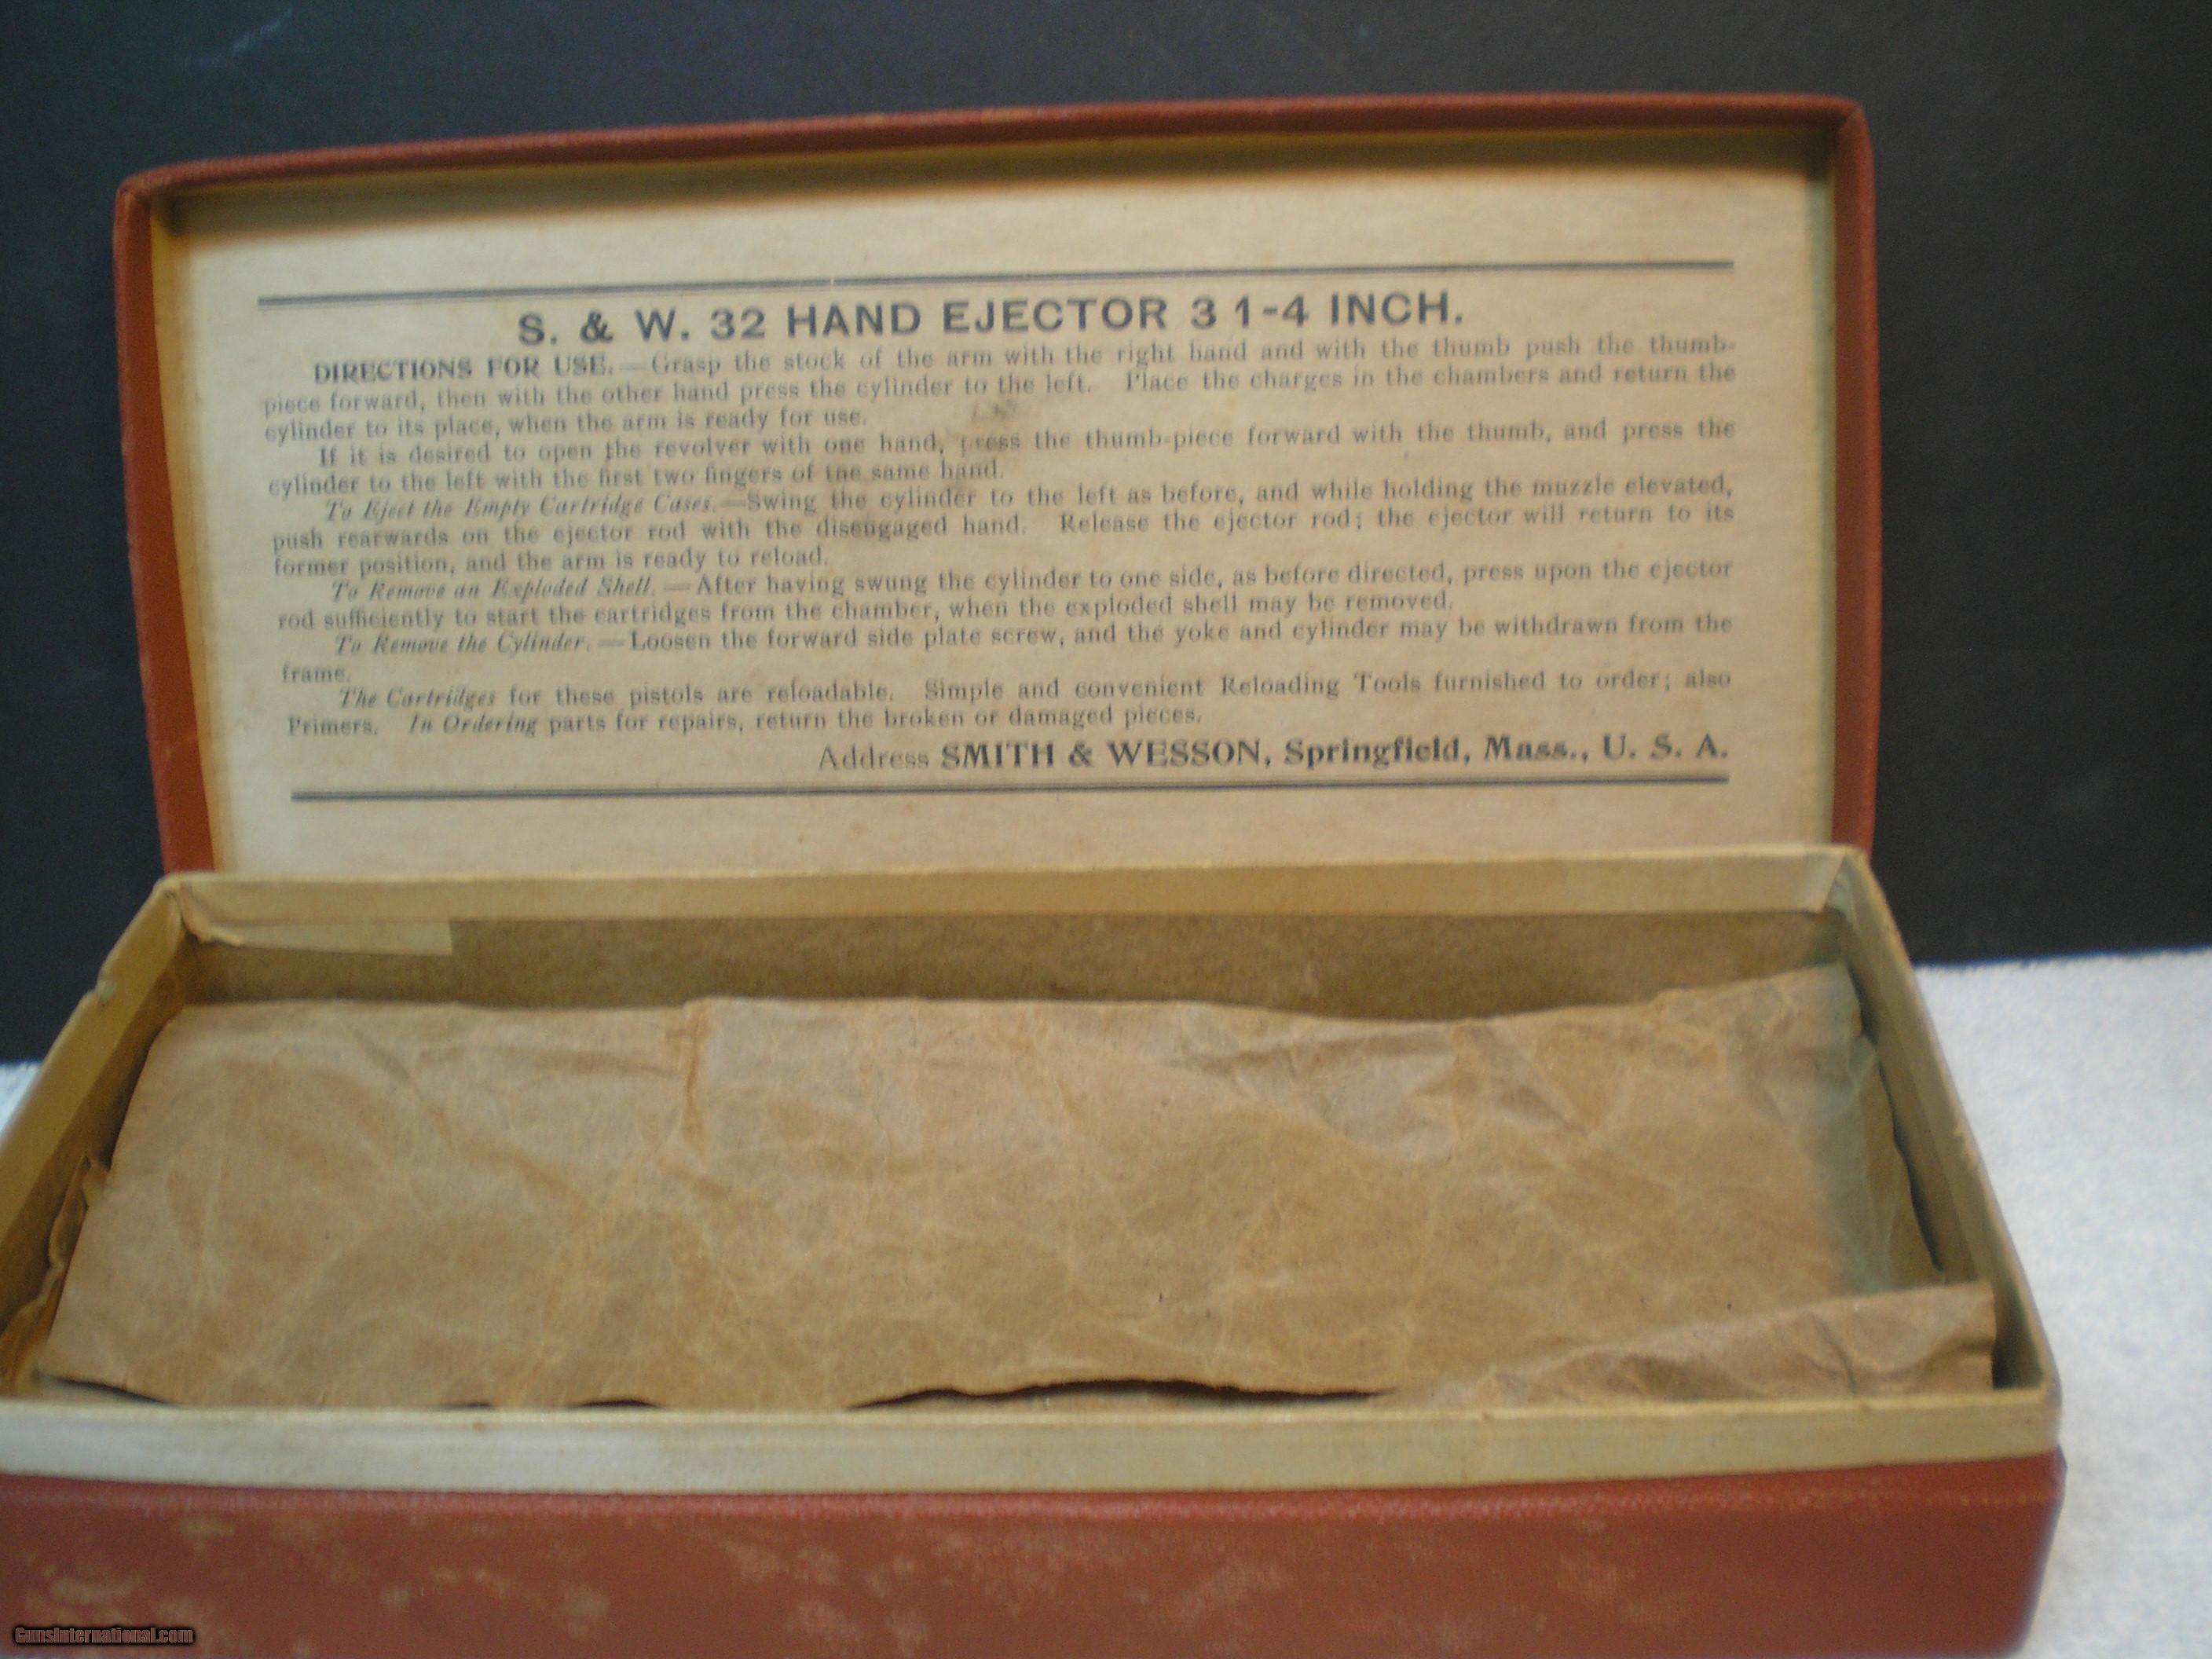 S. & W. 32 HAND EJECTOR 3 1-4 INCH.
DIRECTIONS FOR USE.—Grasp the stock of the arm with the right hand and with the thumb push the thumb-
piece forward, then with the other hand press the cylinder to the left. Place the charges in the chambers and return the
cylinder to its place, when the arm is ready for use.
If it is desired to open the revolver with one hand, press the thumb-piece forward with the thumb, and press the
cylinder to the left with the first two fingers of the same hand.
To Eject the Empty Cartridge Cases.—Swing the cylinder to the left as before, and while holding the muzzle elevated,
push rearwards on the ejector rod with the disengaged hand. Release the ejector rod; the ejector will return to its
former position, and the arm is ready to reload.
To Remove an Exploded Shell.—After having swung the cylinder to one side, as before directed, press upon the ejector
rod sufficiently to start the cartridges from the chamber, when the exploded shell may be removed.
To Remove the Cylinder.—Loosen the forward side plate screw, and the yoke and cylinder may be withdrawn from the
frame.
The Cartridges for these pistols are reloadable. Simple and convenient Reloading Tools furnished to order; also
Primers. In Ordering parts for repairs, return the broken or damaged pieces.
Address SMITH & WESSON, Springfield, Mass., U. S. A.
GunsInternational.com